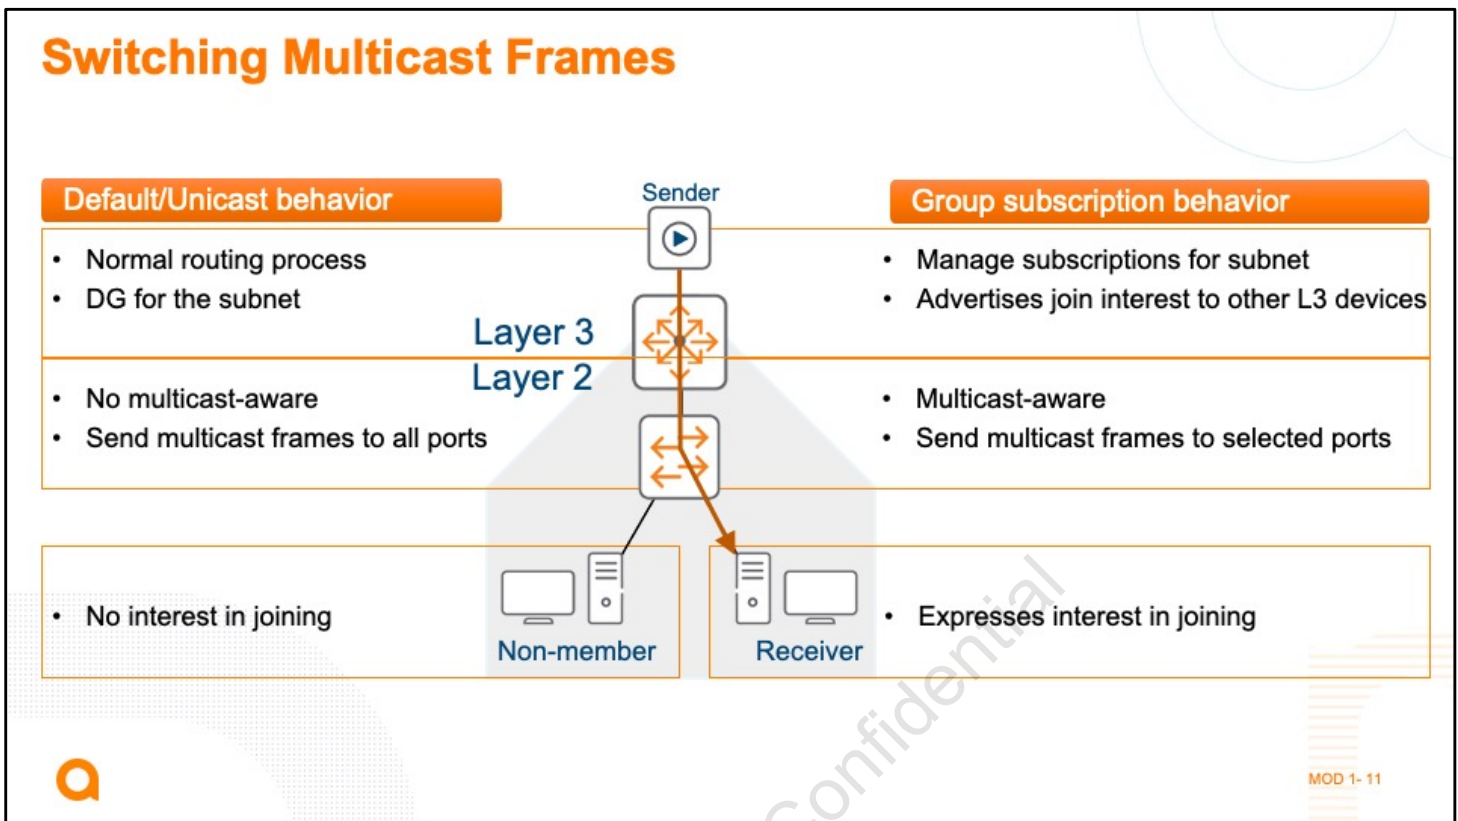 Switching Multicast Frames
Default/Unicast behavior
Sender
Group subscription behavior
• Normal routing process
• DG for the subnet
• Manage subscriptions for subnet
• Advertises join interest to other L3 devices
Layer 3
Layer 2
• No multicast-aware
• Send multicast frames to all ports
• Multicast-aware
• Send multicast frames to selected ports
• No interest in joining
Non-member
Receiver
• Expresses interest in joining
Confidential
MOD 1- 11